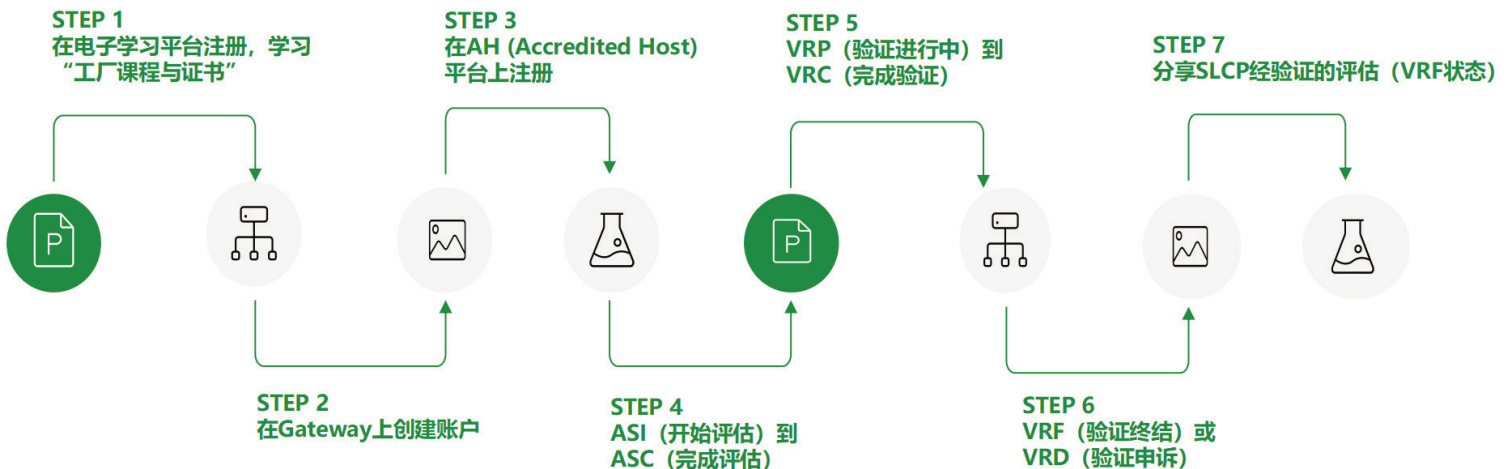 STEP 1
在电子学习平台注册，学习
“工厂课程与证书”
STEP 2
在Gateway上创建账户
STEP 3
在AH (Accredited Host)
平台上注册
STEP 4
ASI（开始评估）到
ASC（完成评估）
STEP 5
VRP（验证进行中）到
VRC（完成验证）
STEP 6
VRF（验证终结）或
VRD（验证申诉）
STEP 7
分享SLCP经验证的评估（VRF状态）
P
P